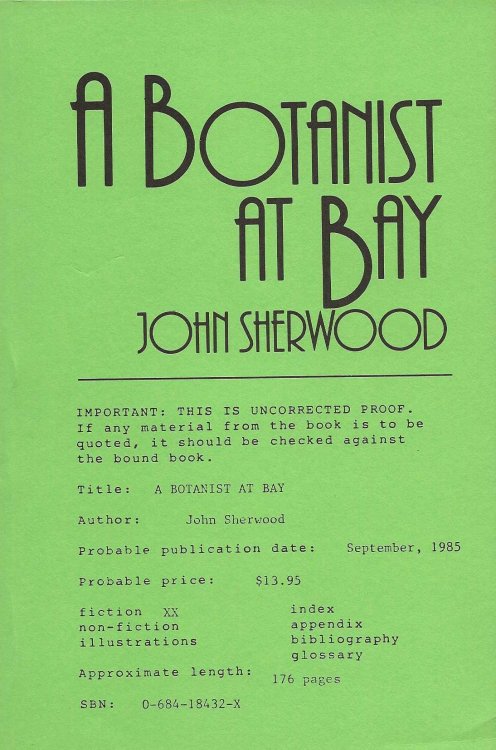 A BOTANIST
AT BAY
JOHN SHERWOOD
IMPORTANT: THIS IS UNCORRECTED PROOF.
If any material from the book is to be
quoted, it should be checked against
the bound book.
Title: A BOTANIST AT BAY
Author: John Sherwood
Probable publication date: September, 1985
Probable price: $13.95
fiction XX index
non-fiction appendix
illustrations bibliography
glossary
Approximate length: 176 pages
SBN: 0-684-18432-X